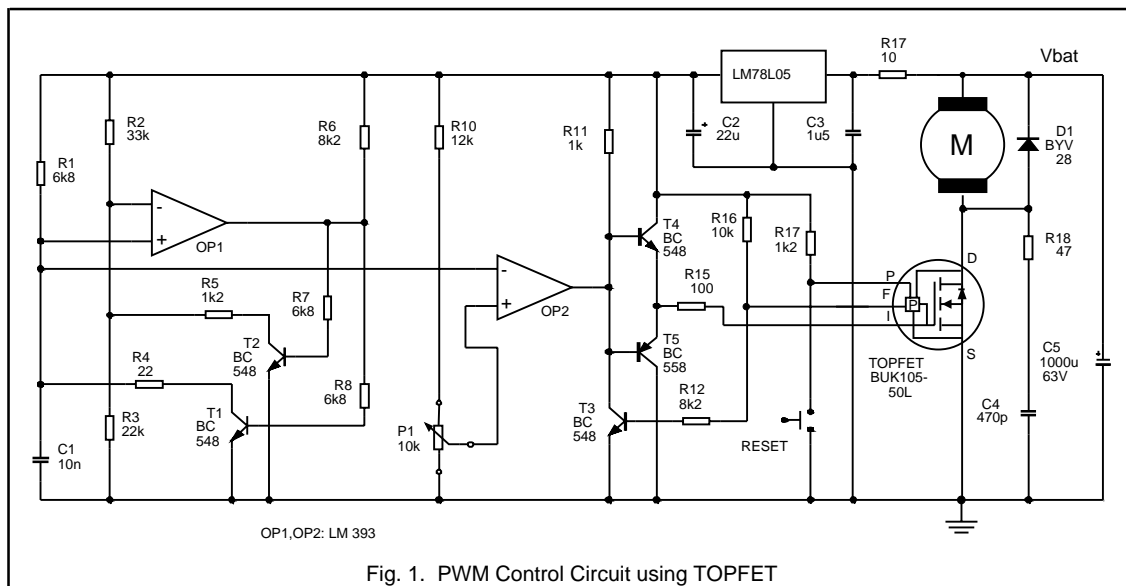 R17
10
Vbat
LM78L05
R2
33k
R6
8k2
R10
12k
R11
1k
C2
22u
+
C3
1u5
M
D1
BYV
28
R1
6k8
-
+
OP1
T4
BC
548
R16
10k
R17
1k2
R18
47
R5
1k2
R7
6k8
-
+
OP2
R15
100
P
F
I
P
D
S
T2
BC
548
R4
22
R8
6k8
T5
BC
558
TOPFET
BUK105-
50L
C5
1000u
63V
+
R3
22k
T1
BC
548
P1
10k
T3
BC
548
R12
8k2
RESET
C4
470p
C1
10n
OP1,OP2: LM 393
Fig. 1. PWM Control Circuit using TOPFET